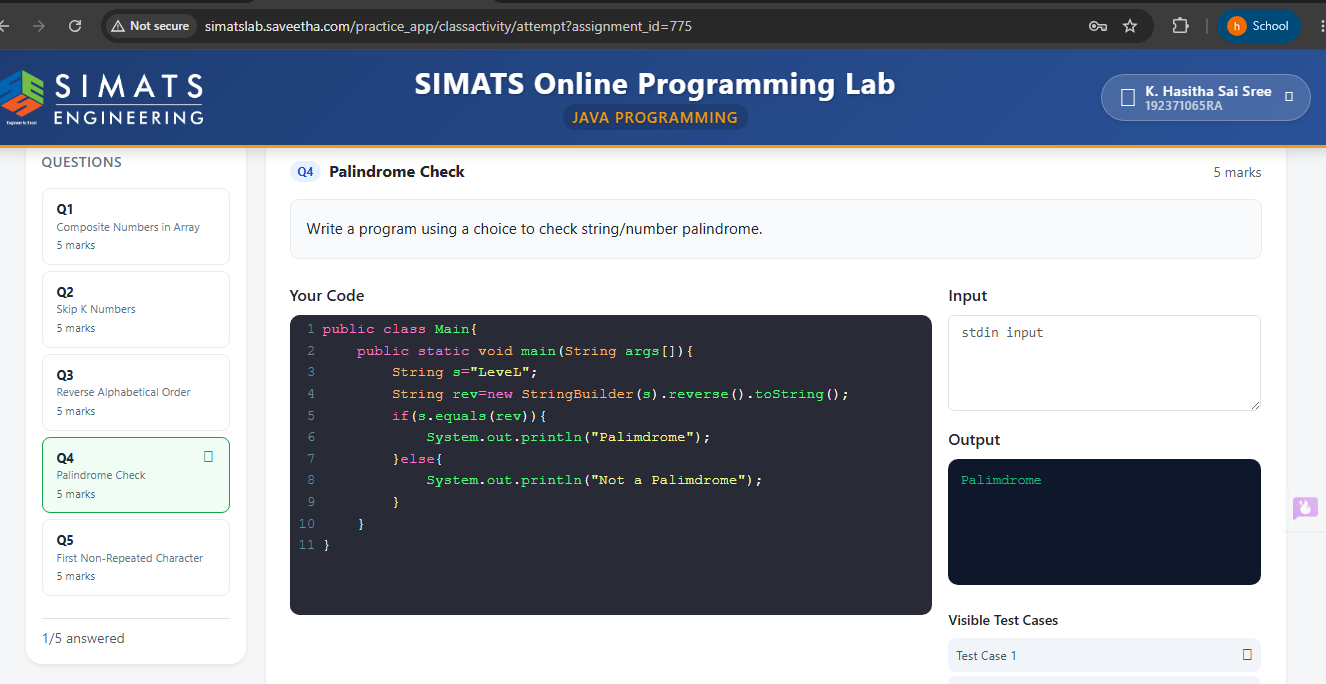 Not secure
simatslab.saveetha.com/practice_app/classactivity/attempt?assignment_id=775
h School
SIMATS
ENGINEERING
Engineer to Excel
SIMATS Online Programming Lab
JAVA PROGRAMMING
K. Hasitha Sai Sree
192371065RA
QUESTIONS
Q1
Composite Numbers in Array
5 marks
Q2
Skip K Numbers
5 marks
Q3
Reverse Alphabetical Order
5 marks
Q4
Palindrome Check
5 marks
Q5
First Non-Repeated Character
5 marks
1/5 answered
Q4 Palindrome Check
5 marks
Write a program using a choice to check string/number palindrome.
Your Code
1 public class Main{
2     public static void main(String args[]){
3         String s="LeveL";
4         String rev=new StringBuilder(s).reverse().toString();
5         if(s.equals(rev)){
6             System.out.println("Palimdrome");
7         }else{
8             System.out.println("Not a Palimdrome");
9         }
10     }
11 }
Input
stdin input
Output
Palimdrome
Visible Test Cases
Test Case 1